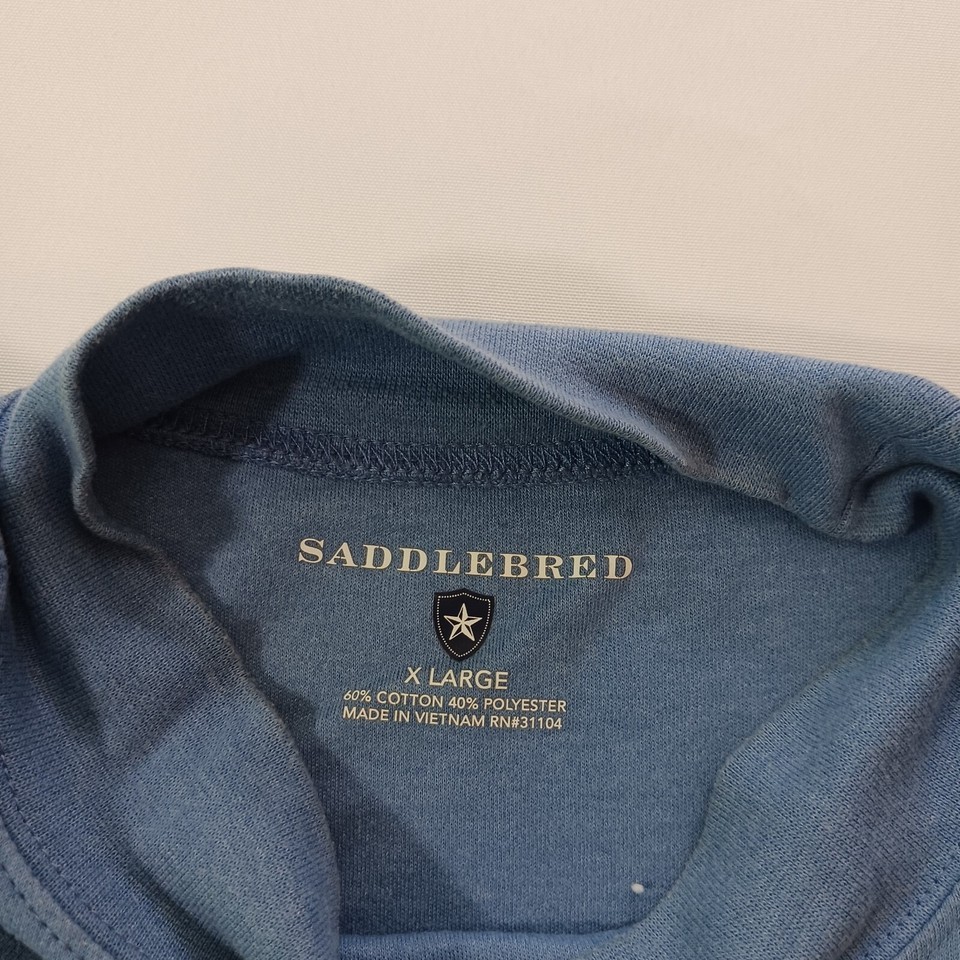 SADDLEBRED
X LARGE
60% COTTON 40% POLYESTER
MADE IN VIETNAM RN#31104